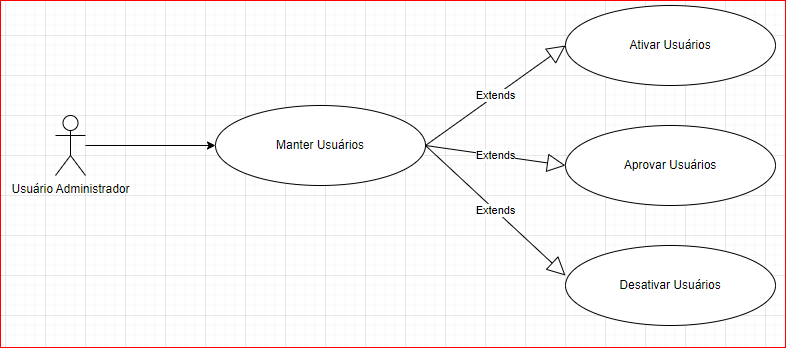 Ativar Usuários
Extends
Manter Usuários
Extends
Aprovar Usuários
Usuário Administrador
Extends
Desativar Usuários